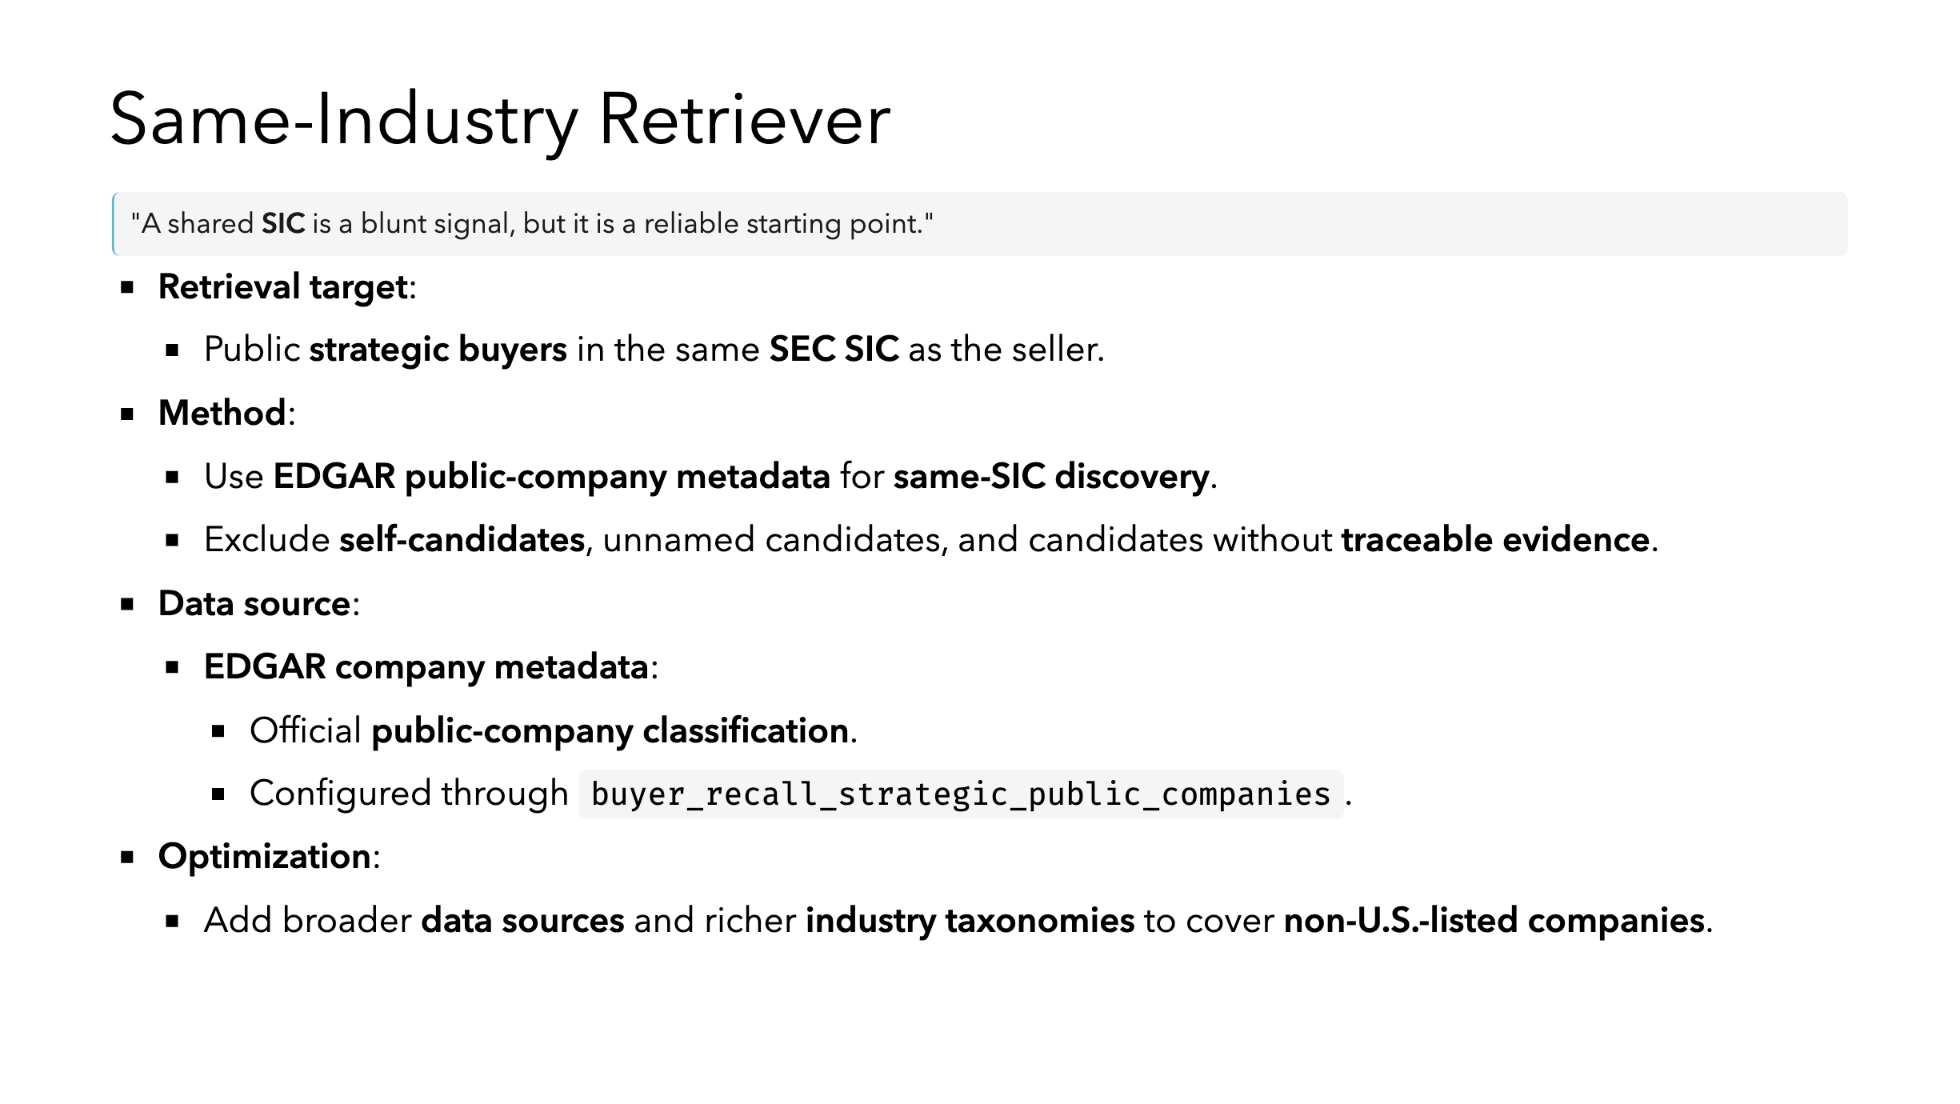 Same-Industry Retriever
"A shared SIC is a blunt signal, but it is a reliable starting point."
▪ Retrieval target:
▪ Public strategic buyers in the same SEC SIC as the seller.
▪ Method:
▪ Use EDGAR public-company metadata for same-SIC discovery.
▪ Exclude self-candidates, unnamed candidates, and candidates without traceable evidence.
▪ Data source:
▪ EDGAR company metadata:
▪ Official public-company classification.
▪ Configured through buyer_recall_strategic_public_companies .
▪ Optimization:
▪ Add broader data sources and richer industry taxonomies to cover non-U.S.-listed companies.